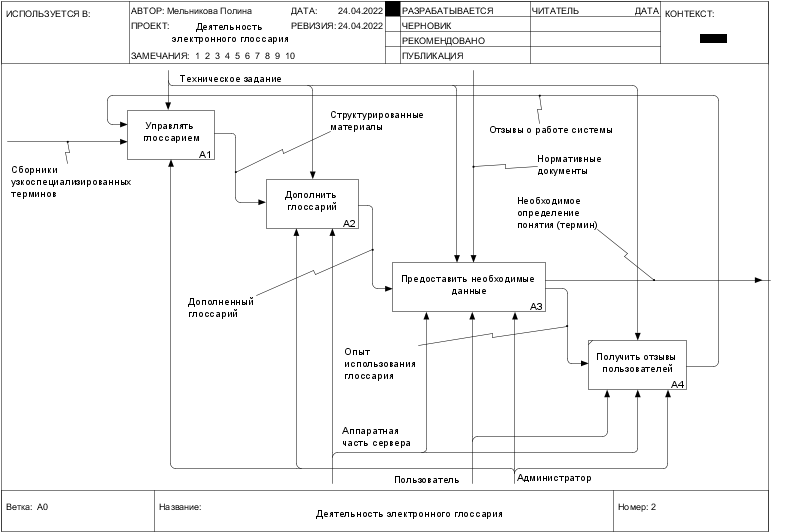 ИСПОЛЬЗУЕТСЯ В:
АВТОР: Мельникова Полина
ДАТА: 24.04.2022
РАЗРАБАТЫВАЕТСЯ
ЧИТАТЕЛЬ
ДАТА
КОНТЕКСТ:
ПРОЕКТ: Деятельность
электронного глоссария
РЕВИЗИЯ: 24.04.2022
ЧЕРНОВИК
РЕКОМЕНДОВАНО
ЗАМЕЧАНИЯ: 1 2 3 4 5 6 7 8 9 10
ПУБЛИКАЦИЯ
Техническое задание
Управлять
глоссарием
A1
Структурированные
материалы
Отзывы о работе системы
Сборники
узкоспециализированных
терминов
Нормативные
документы
Дополнить
глоссарий
A2
Необходимое
определение
понятия (термин)
Предоставить необходимые
данные
A3
Дополненный
глоссарий
Опыт
использования
глоссария
Получить отзывы
пользователей
A4
Аппаратная
часть сервера
Пользователь
Администратор
Ветка: A0
Название:
Деятельность электронного глоссария
Номер: 2